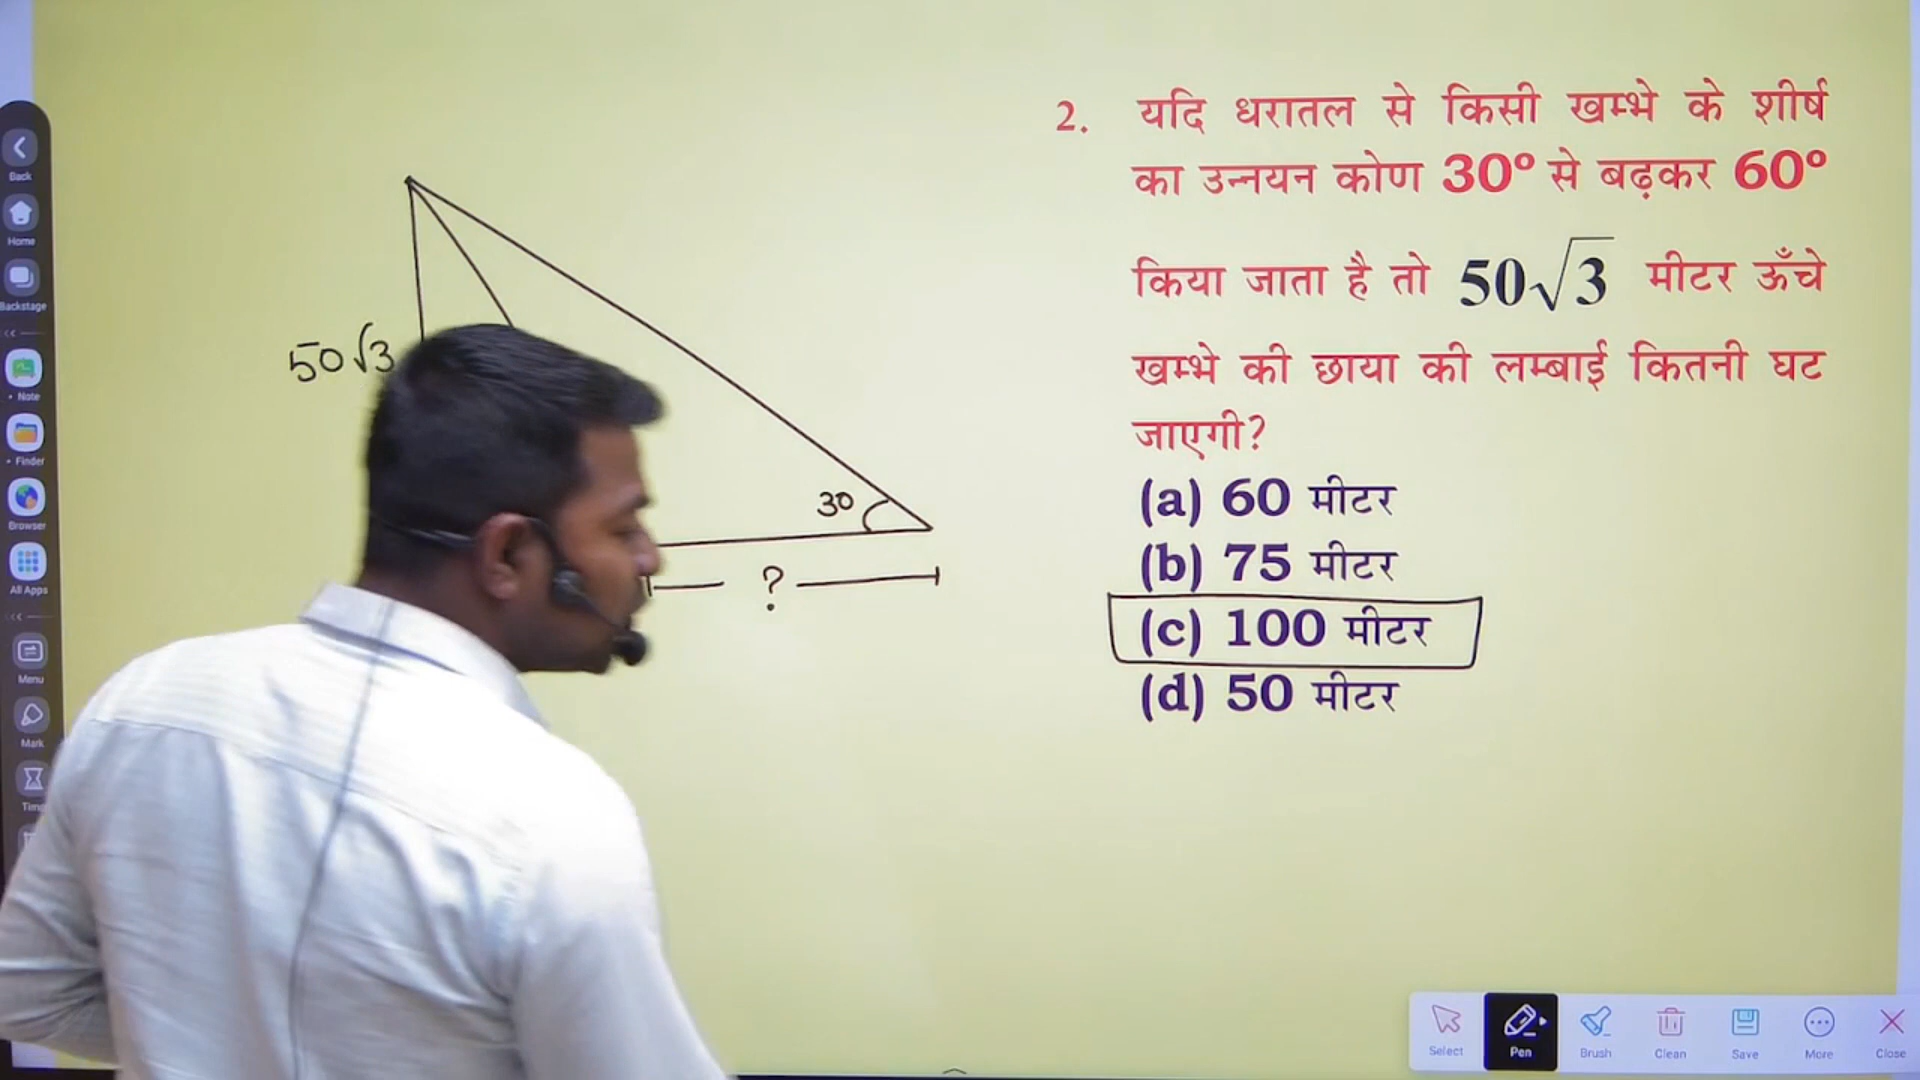 Back
Home
Backstage
Note
Finder
Browser
All Apps
Menu
Mark
50√3
30
?
2. यदि धरातल से किसी खम्भे के शीर्ष
का उन्नयन कोण 30° से बढ़कर 60°
किया जाता है तो 50√3 मीटर ऊँचे
खम्भे की छाया की लम्बाई कितनी घट
जाएगी?
(a) 60 मीटर
(b) 75 मीटर
(c) 100 मीटर
(d) 50 मीटर
Select Pen Brush Clean Save More Close